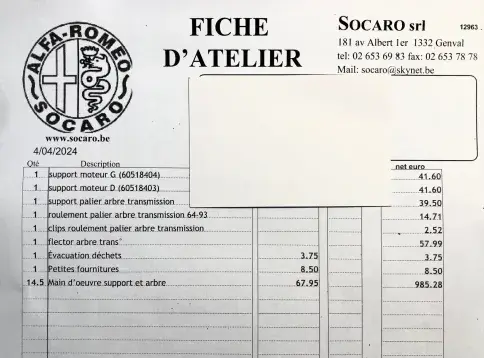 ALFA-ROMEO
SOCARO
www.socaro.be
FICHE
D'ATELIER
SOCARO srl 12963
181 av Albert 1er 1332 Genval
tel: 02 653 69 83 fax: 02 653 78 78
Mail: socaro@skynet.be
4/04/2024
Qté Description net euro
1 support moteur G (60518404) 41.60
1 support moteur D (60518403) 41.60
1 support palier arbre transmission 39.50
1 roulement palier arbre transmission 64-93 14.71
1 clips roulement palier arbre transmission 2.52
1 flector arbre trans° 57.99
1 Évacuation déchets 3.75 3.75
1 Petites fournitures 8.50 8.50
14.5 Main d'oeuvre support et arbre 67.95 985.28